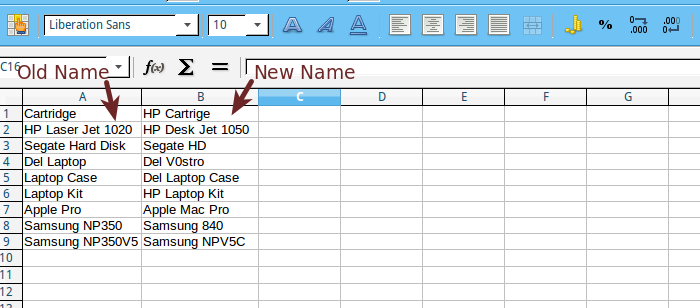 Liberation Sans 10 A A A % .000 .000
C16 f(x) Σ =
Old Name New Name
A B C D E F G
1 Cartridge HP Cartrige
2 HP Laser Jet 1020 HP Desk Jet 1050
3 Segate Hard Disk Segate HD
4 Del Laptop Del V0stro
5 Laptop Case Del Laptop Case
6 Laptop Kit HP Laptop Kit
7 Apple Pro Apple Mac Pro
8 Samsung NP350 Samsung 840
9 Samsung NP350V5 Samsung NPV5C
10
11
12
13